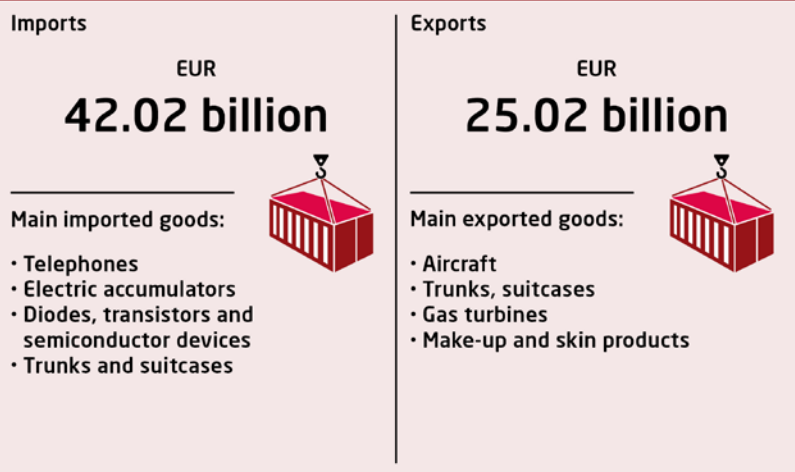 Imports
EUR
42.02 billion
Main imported goods:
· Telephones
· Electric accumulators
· Diodes, transistors and
semiconductor devices
· Trunks and suitcases
Exports
EUR
25.02 billion
Main exported goods:
· Aircraft
· Trunks, suitcases
· Gas turbines
· Make-up and skin products